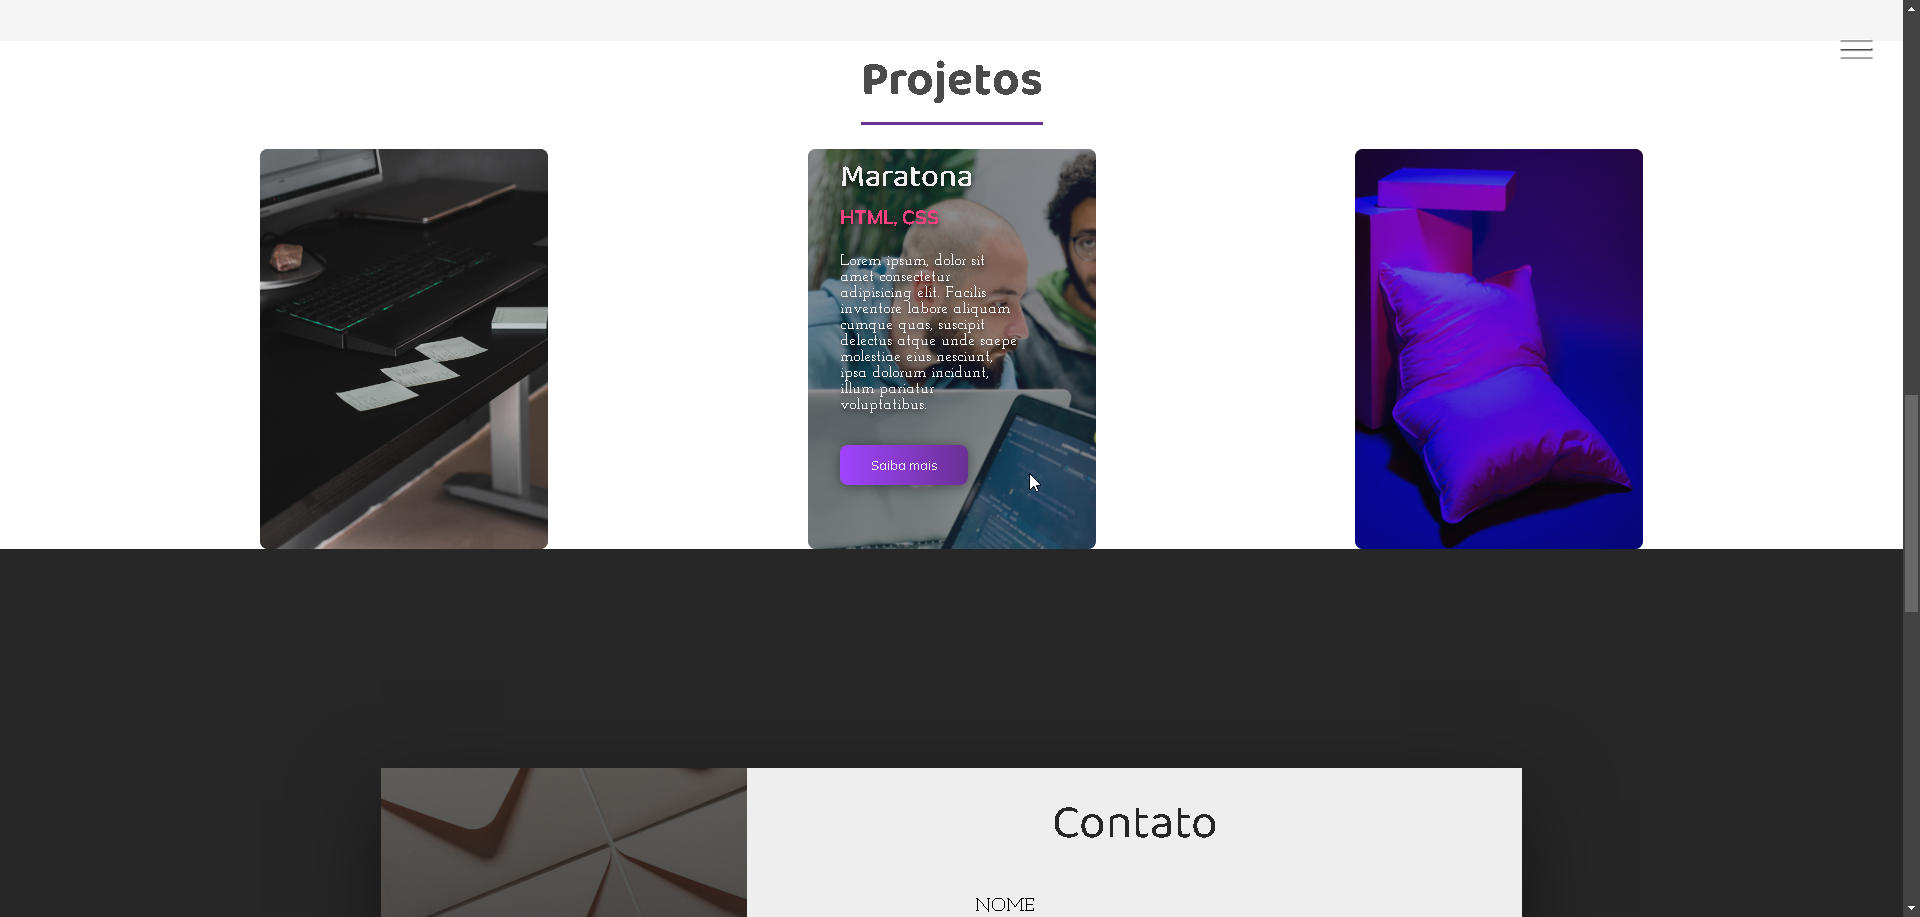 Projetos
Maratona
HTML, CSS
Lorem ipsum, dolor sit
amet consectetur
adipisicing elit. Facilis
inventore labore aliquam
cumque quas, suscipit
delectus atque unde saepe
molestiae eius nesciunt,
ipsa dolorum incidunt,
illum pariatur
voluptatibus.
Saiba mais
Contato
NOME